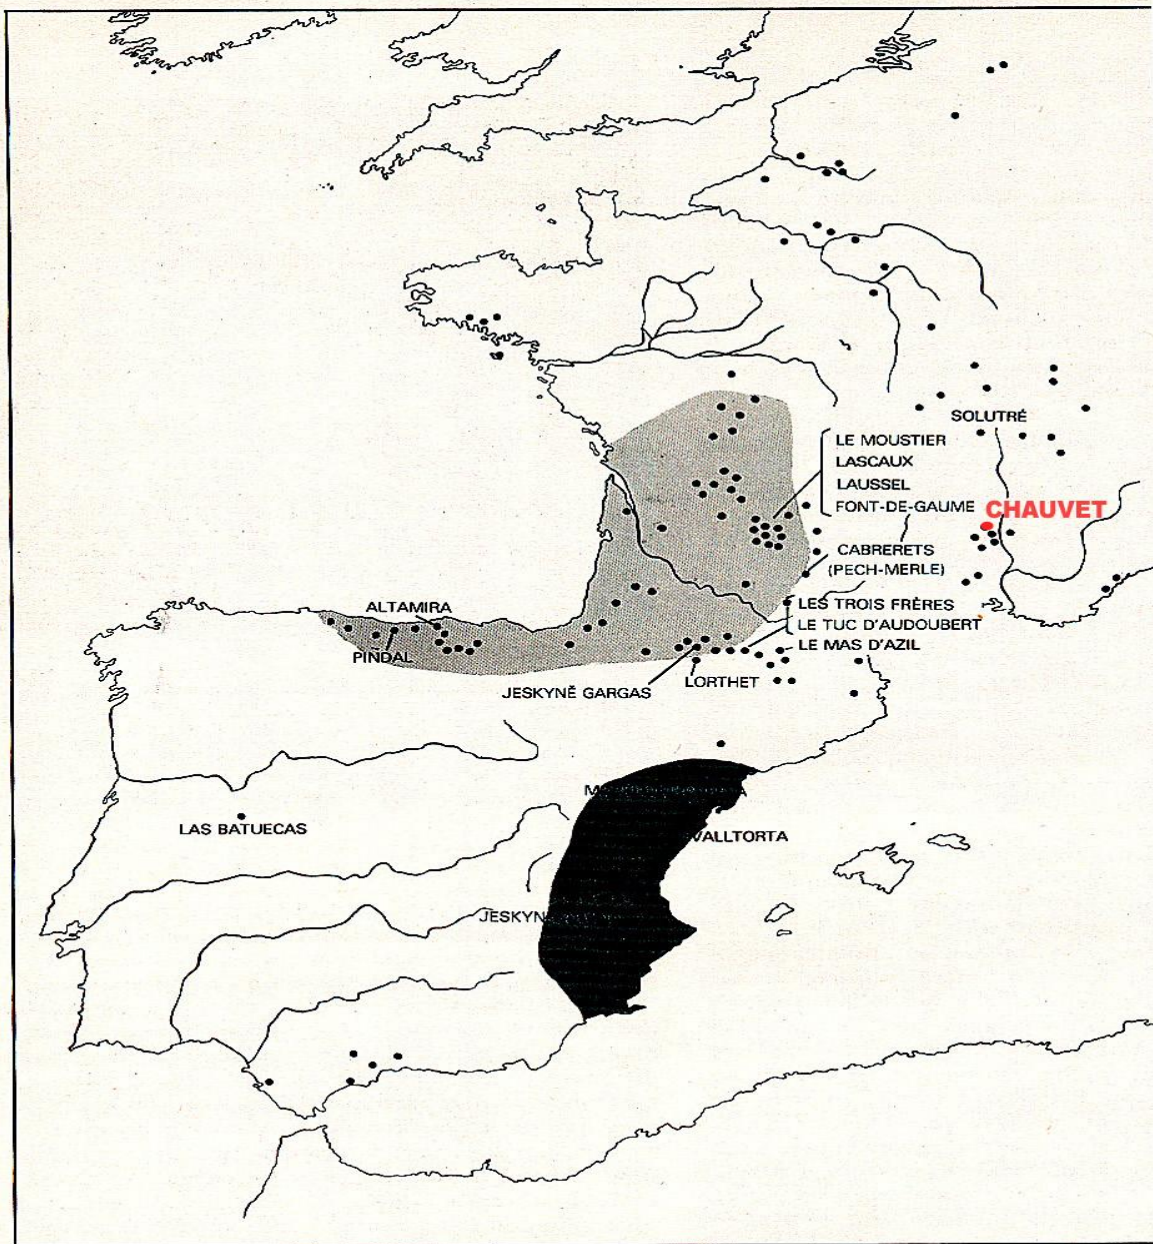 SOLUTRÉ
LE MOUSTIER
LASCAUX
LAUSSEL
FONT-DE-GAUME
CHAUVET
CABRERETS
(PECH-MERLE)
ALTAMIRA
LES TROIS FRÈRES
LE TUC D'AUDOUBERT
PINDAL
LE MAS D'AZIL
JESKYNĚ GARGAS
LORTHET
LAS BATUECAS
VALLTORTA